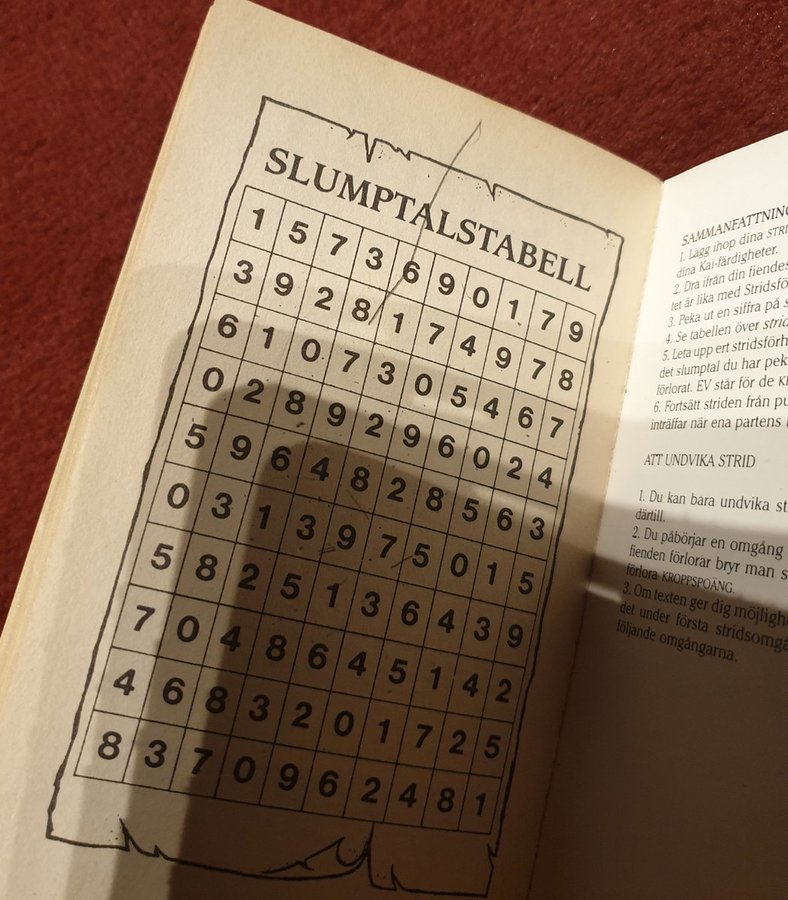 SLUMPTALSTABELL
1 5 7 3 6 9 0 1 7 9
3 9 2 8 1 7 4 9 7 8
6 1 0 7 3 0 5 4 6 7
0 2 8 9 2 9 6 0 2 4
5 9 6 4 8 2 8 5 6 3
0 3 1 3 9 7 5 0 1 5
5 8 2 5 1 3 6 4 3 9
7 0 4 8 6 4 5 1 4 2
4 6 8 3 2 0 1 7 2 5
8 3 7 0 9 6 2 4 8 1
SAMMANFATTNING
1. Lägg ihop dina STRID
dina Kai-färdigheter.
2. Dra ifrån din fiendes
tet är lika med Stridsfö
3. Peka ut en siffra på s
4. Se tabellen över strid
5. Leta upp ert stridsförh
det slumptal du har pek
förlorat. EV står för de K
6. Fortsätt striden från pu
inträffar när ena partens
ATT UNDVIKA STRID
1. Du kan bara undvika st
därtill.
2. Du påbörjar en omgång
fienden förlorar bryr man s
förlora KROPPSPOÄNG.
3. Om texten ger dig möjlighe
det under första stridsomgå
följande omgångarna.